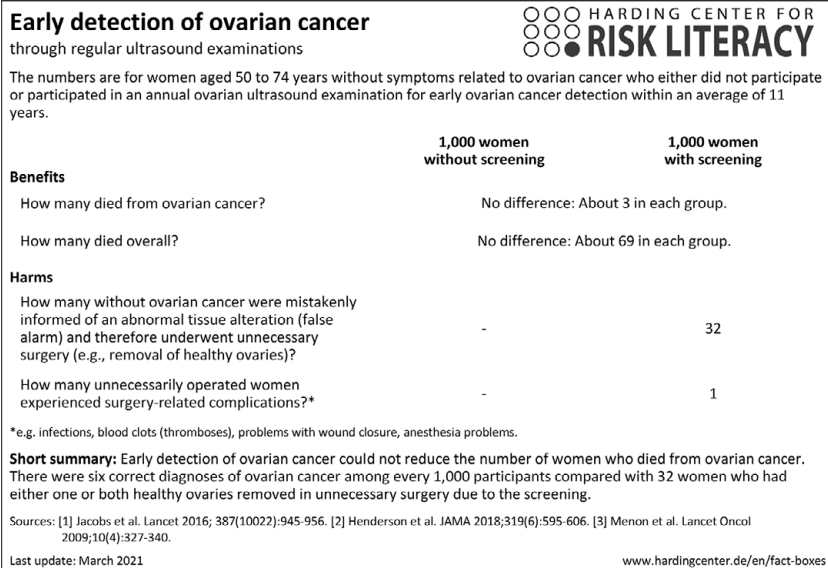 Early detection of ovarian cancer
through regular ultrasound examinations
HARDING CENTER FOR
RISK LITERACY
The numbers are for women aged 50 to 74 years without symptoms related to ovarian cancer who either did not participate
or participated in an annual ovarian ultrasound examination for early ovarian cancer detection within an average of 11
years.
1,000 women
without screening
1,000 women
with screening
Benefits
How many died from ovarian cancer? No difference: About 3 in each group.
How many died overall? No difference: About 69 in each group.
Harms
How many without ovarian cancer were mistakenly
informed of an abnormal tissue alteration (false
alarm) and therefore underwent unnecessary
surgery (e.g., removal of healthy ovaries)?
- 32
How many unnecessarily operated women
experienced surgery-related complications?*
- 1
*e.g. infections, blood clots (thromboses), problems with wound closure, anesthesia problems.
Short summary: Early detection of ovarian cancer could not reduce the number of women who died from ovarian cancer.
There were six correct diagnoses of ovarian cancer among every 1,000 participants compared with 32 women who had
either one or both healthy ovaries removed in unnecessary surgery due to the screening.
Sources: [1] Jacobs et al. Lancet 2016; 387(10022):945-956. [2] Henderson et al. JAMA 2018;319(6):595-606. [3] Menon et al. Lancet Oncol
2009;10(4):327-340.
Last update: March 2021 www.hardingcenter.de/en/fact-boxes